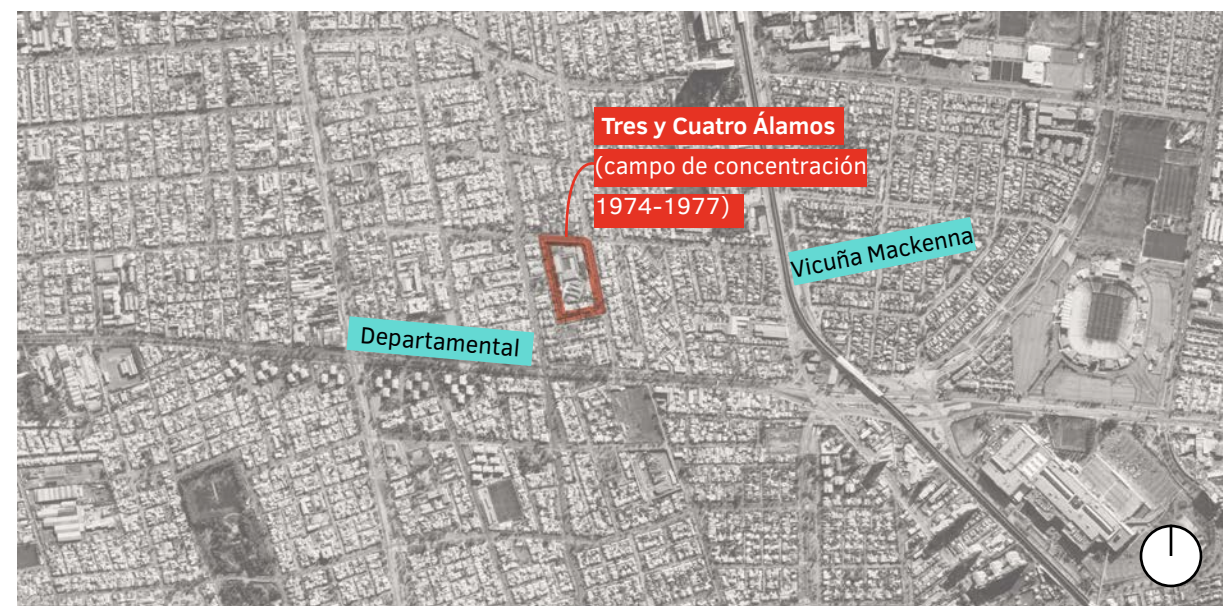 Tres y Cuatro Álamos
(campo de concentración
1974-1977)
Vicuña Mackenna
Departamental